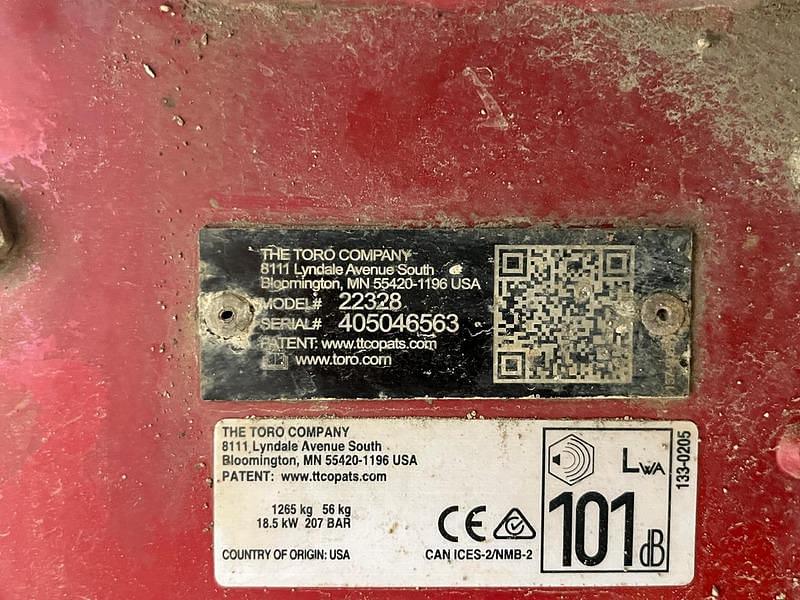 THE TORO COMPANY
8111 Lyndale Avenue South
Bloomington, MN 55420-1196 USA
MODEL# 22328
SERIAL# 405046563
PATENT: www.ttcopats.com
www.toro.com
THE TORO COMPANY
8111 Lyndale Avenue South
Bloomington, MN 55420-1196 USA
PATENT: www.ttcopats.com
1265 kg 56 kg
18.5 kW 207 BAR
COUNTRY OF ORIGIN: USA
CE
CAN ICES-2/NMB-2
LWA
101 dB
133-0205